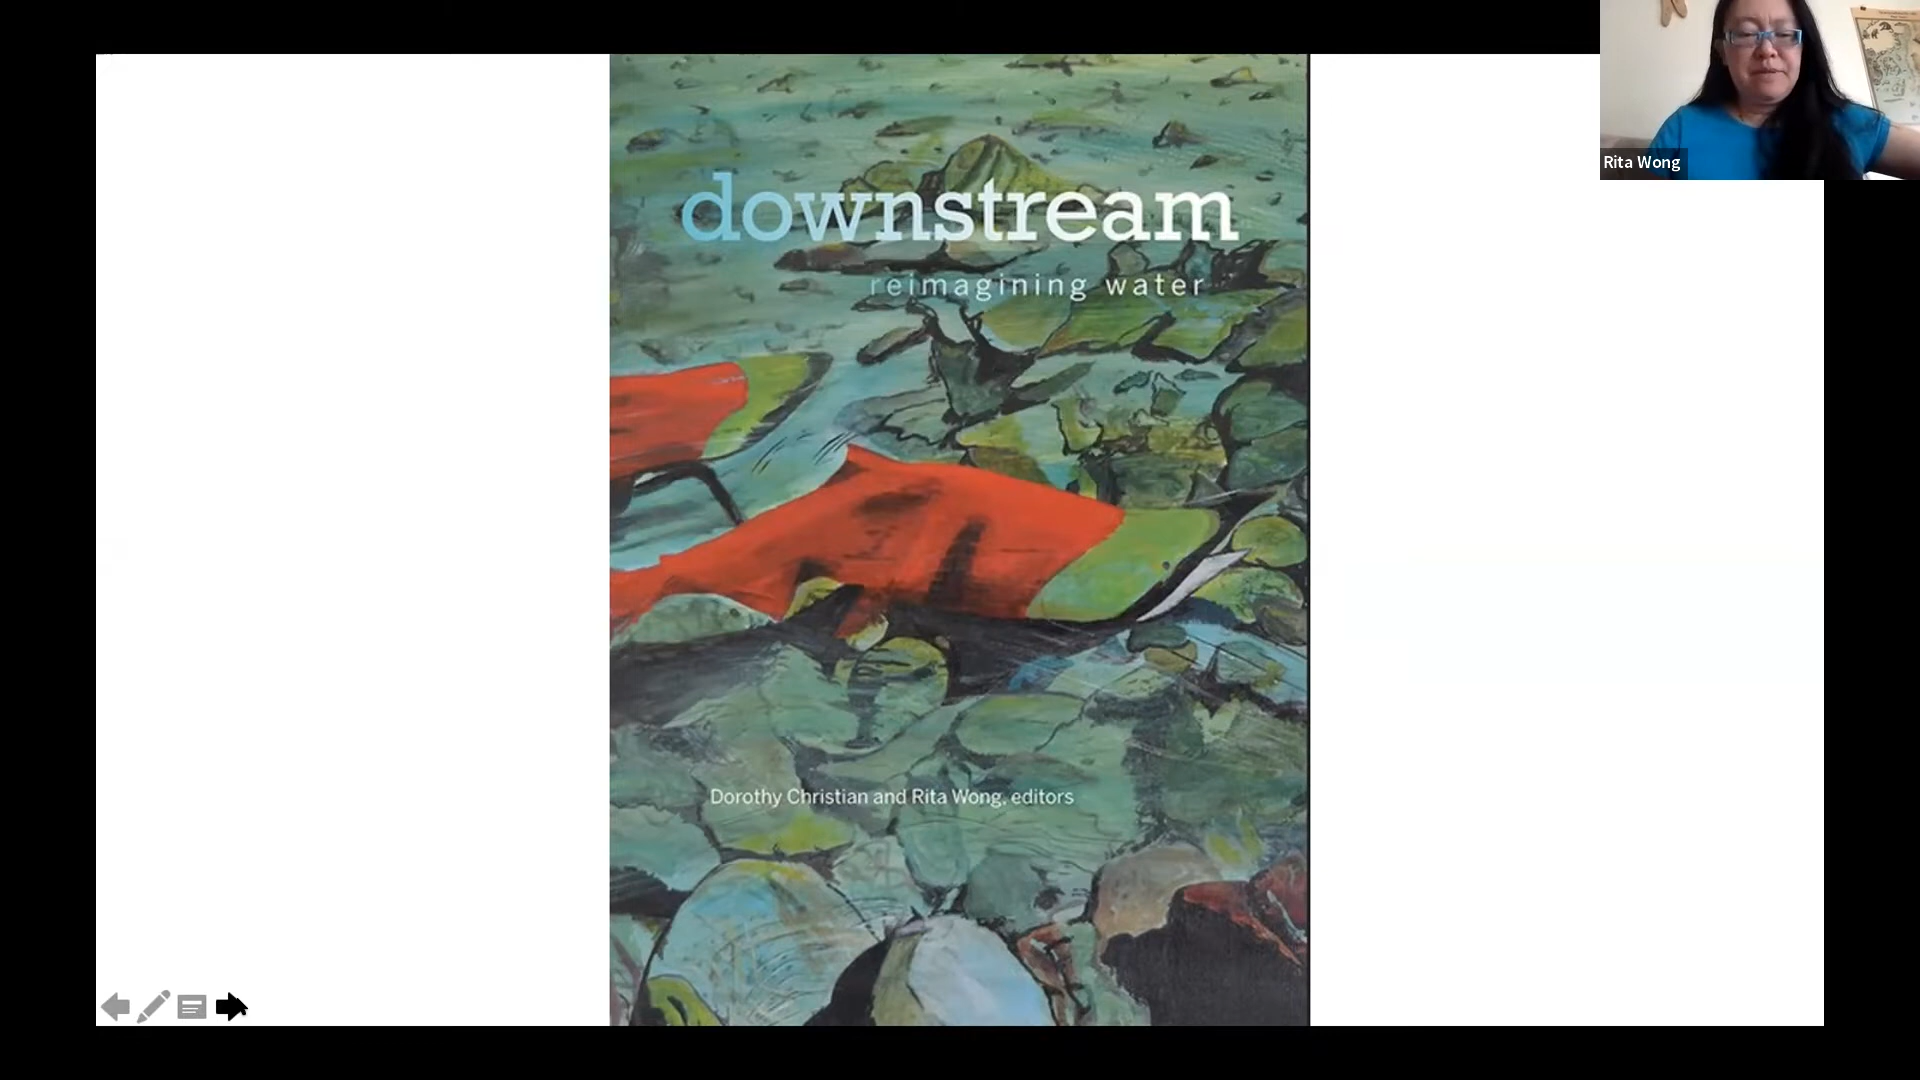 Rita Wong
downstream
reimagining water
Dorothy Christian and Rita Wong, editors